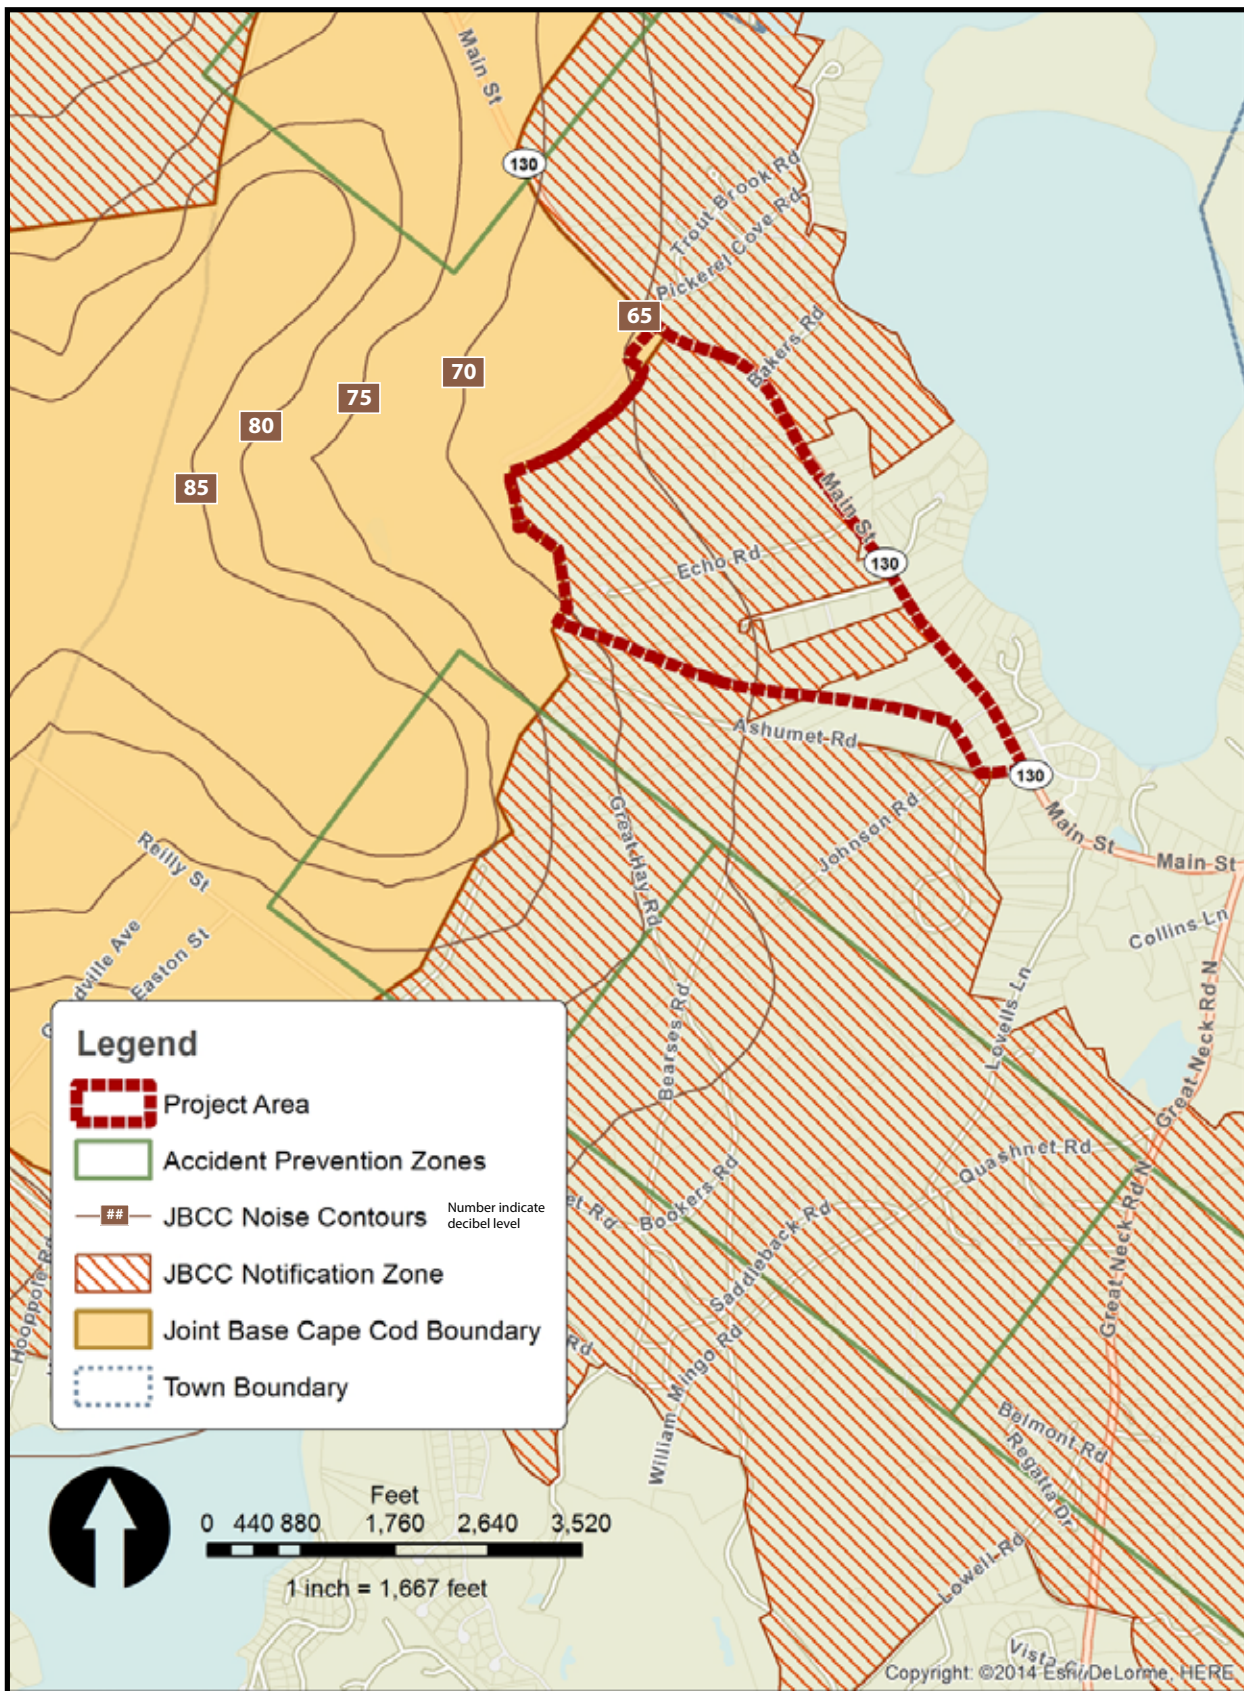 Main St
130
Trout Brook Rd
Pickerel Cove Rd
65
Bakers Rd
70
75
80
85
Main St
130
Echo Rd
Ashumet Rd
130
Main St
Main St
Johnson Rd
Great Hay Rd
Reilly St
Easton St
Collins Ln
Lovells Ln
Bearses Rd
Great Neck Rd N
Quashnet Rd
Bookers Rd
Saddleback Rd
Great Neck Rd N
William Mingo Rd
Rd
Hooppole Rd
Belmont Rd
Regatta Dr
Lowell Rd
Legend
Project Area
Accident Prevention Zones
## JBCC Noise Contours Number indicate
decibel level
JBCC Notification Zone
Joint Base Cape Cod Boundary
Town Boundary
Feet
0 440 880 1,760 2,640 3,520
1 inch = 1,667 feet
Vista
Copyright: ©2014 Esri, DeLorme, HERE